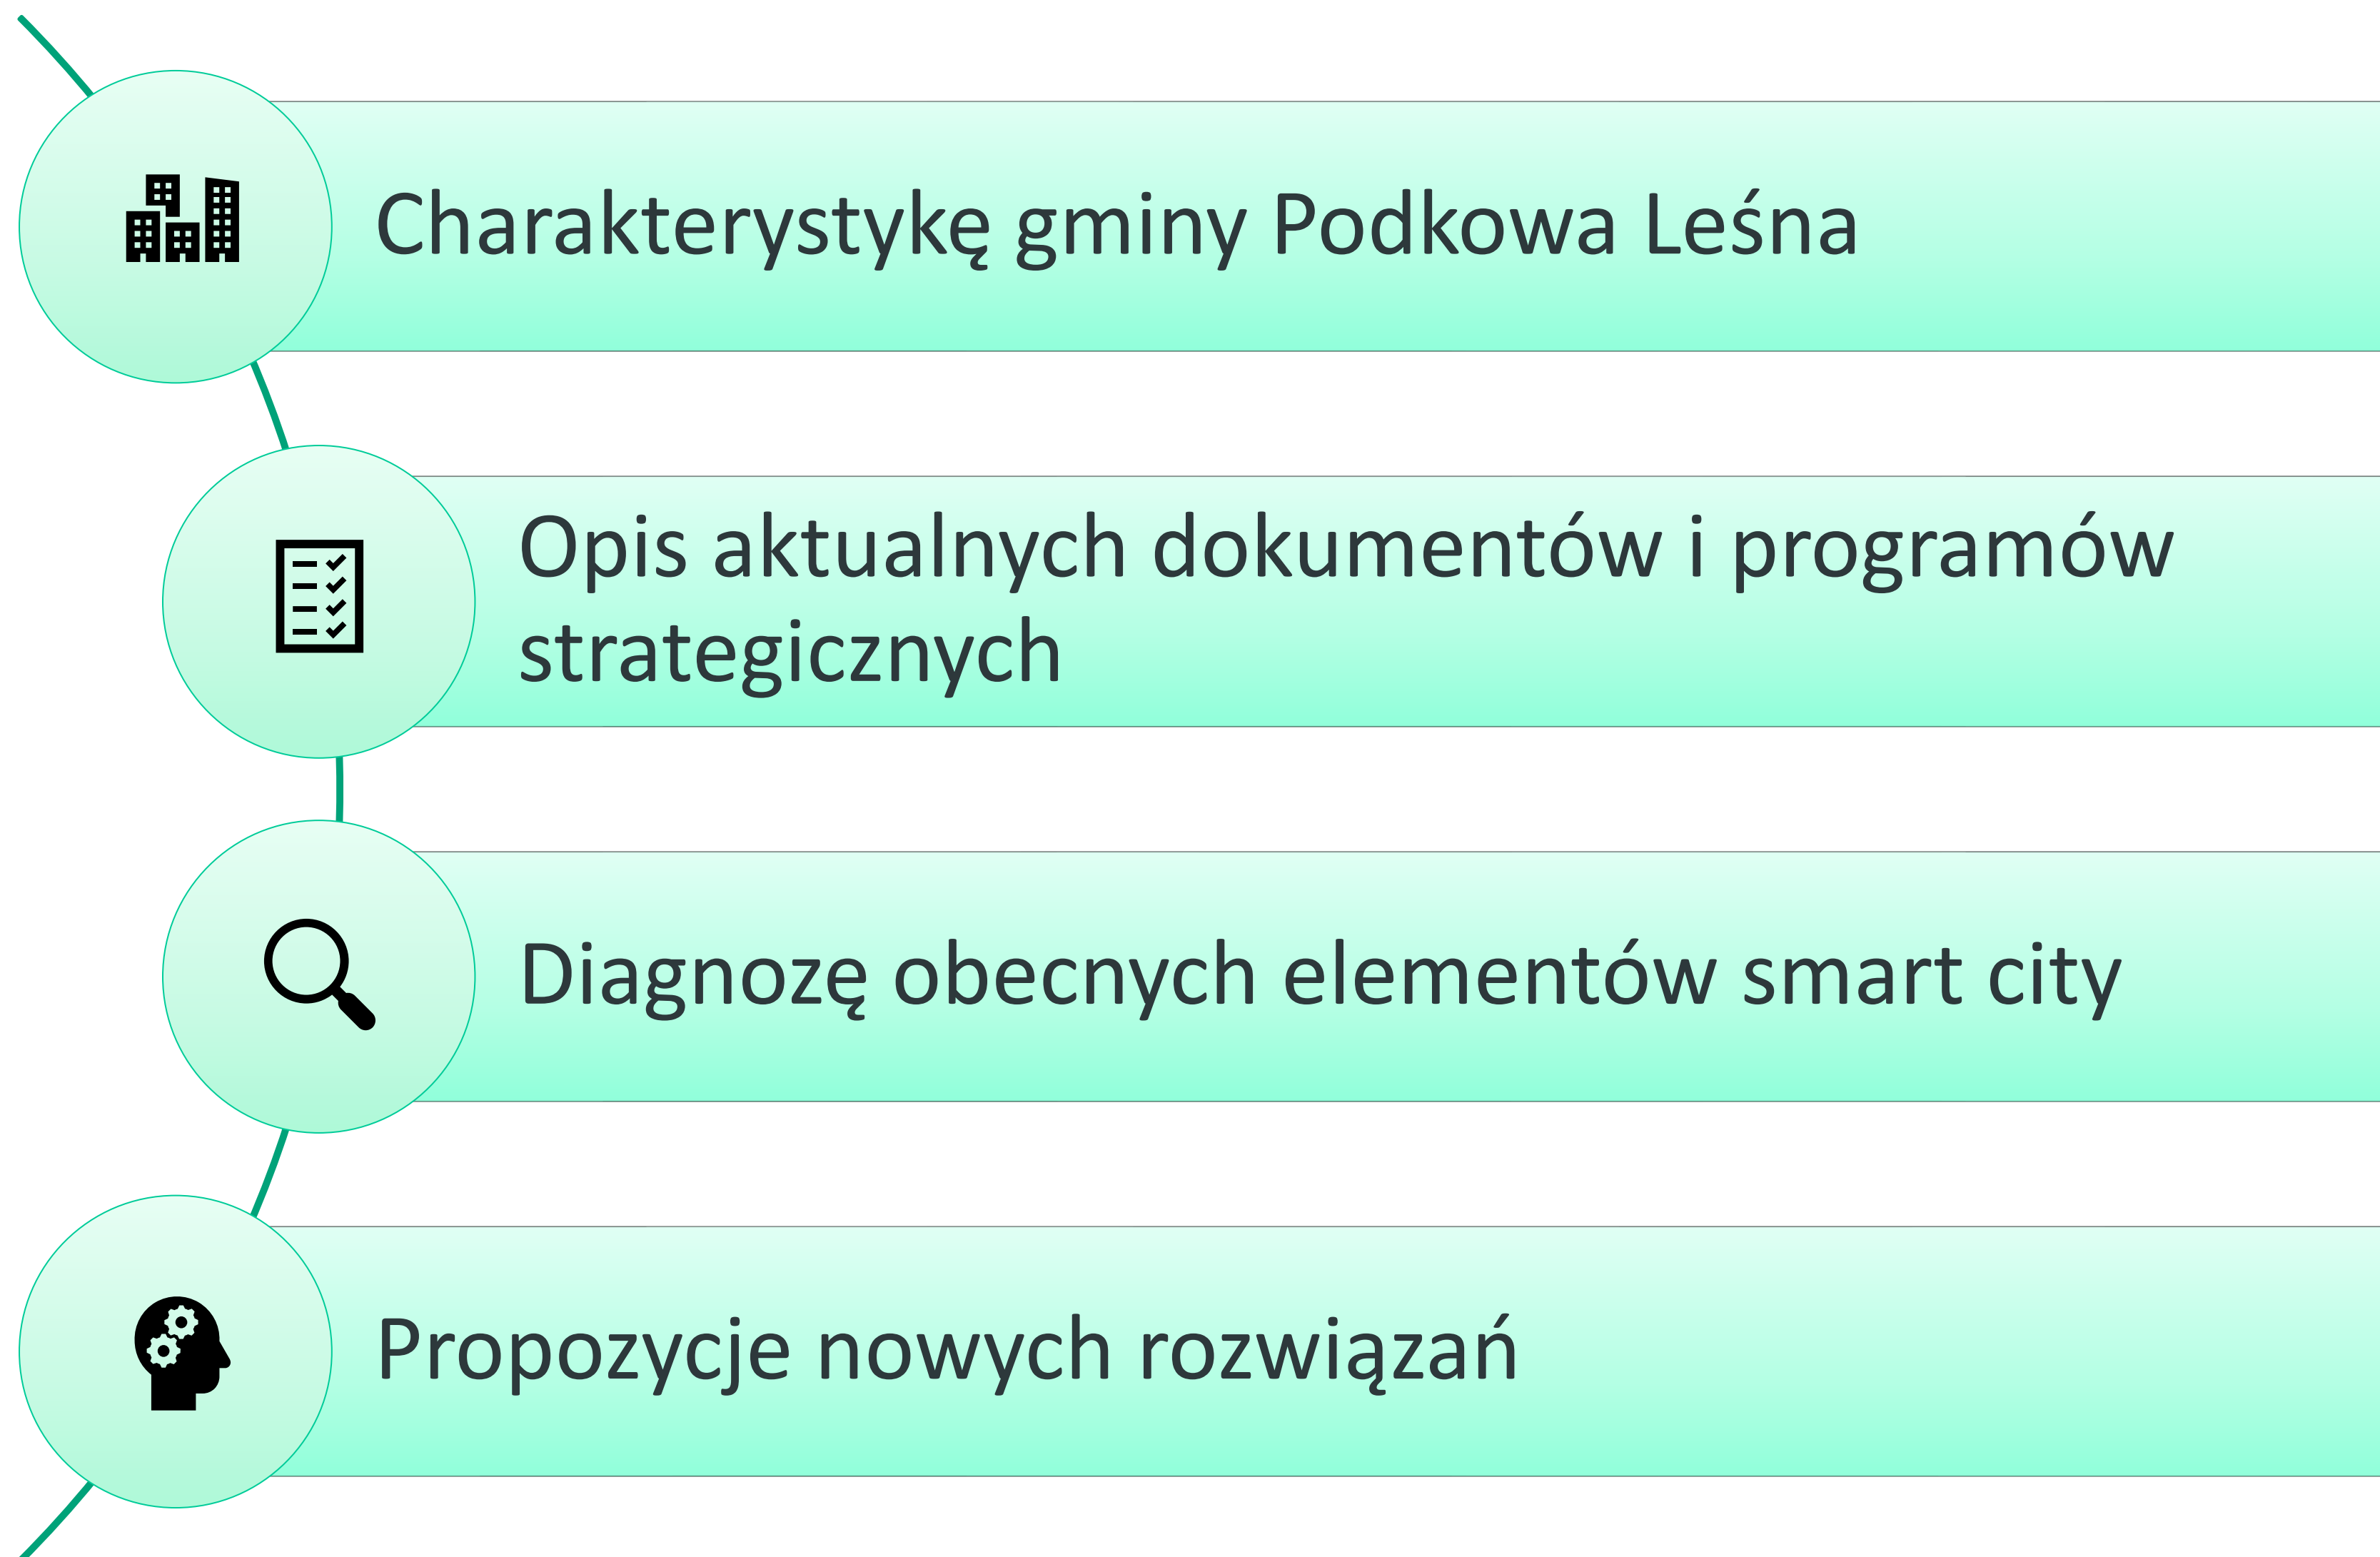 Charakterystykę gminy Podkowa Leśna
Opis aktualnych dokumentów i programów
strategicznych
Diagnozę obecnych elementów smart city
Propozycje nowych rozwiązań